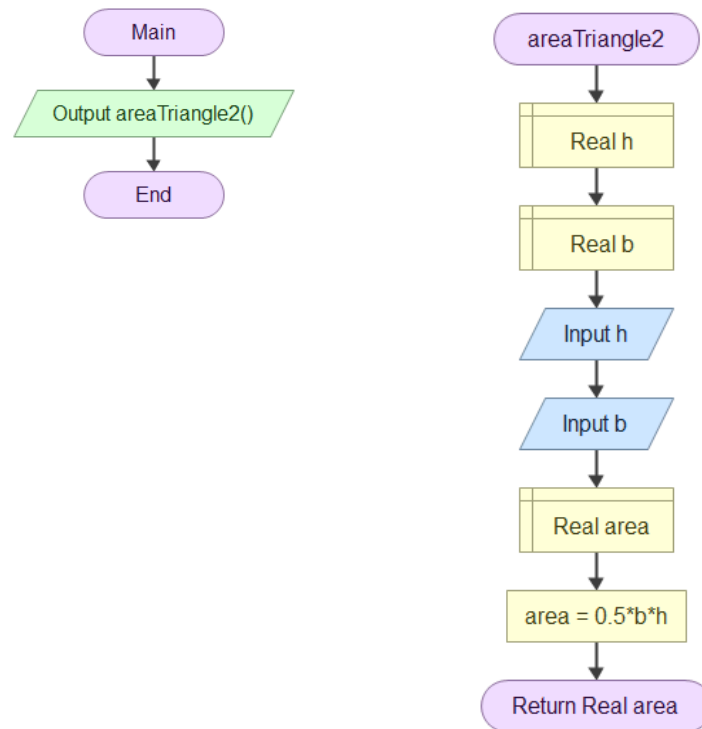 Main
Output areaTriangle2()
End
areaTriangle2
Real h
Real b
Input h
Input b
Real area
area = 0.5*b*h
Return Real area